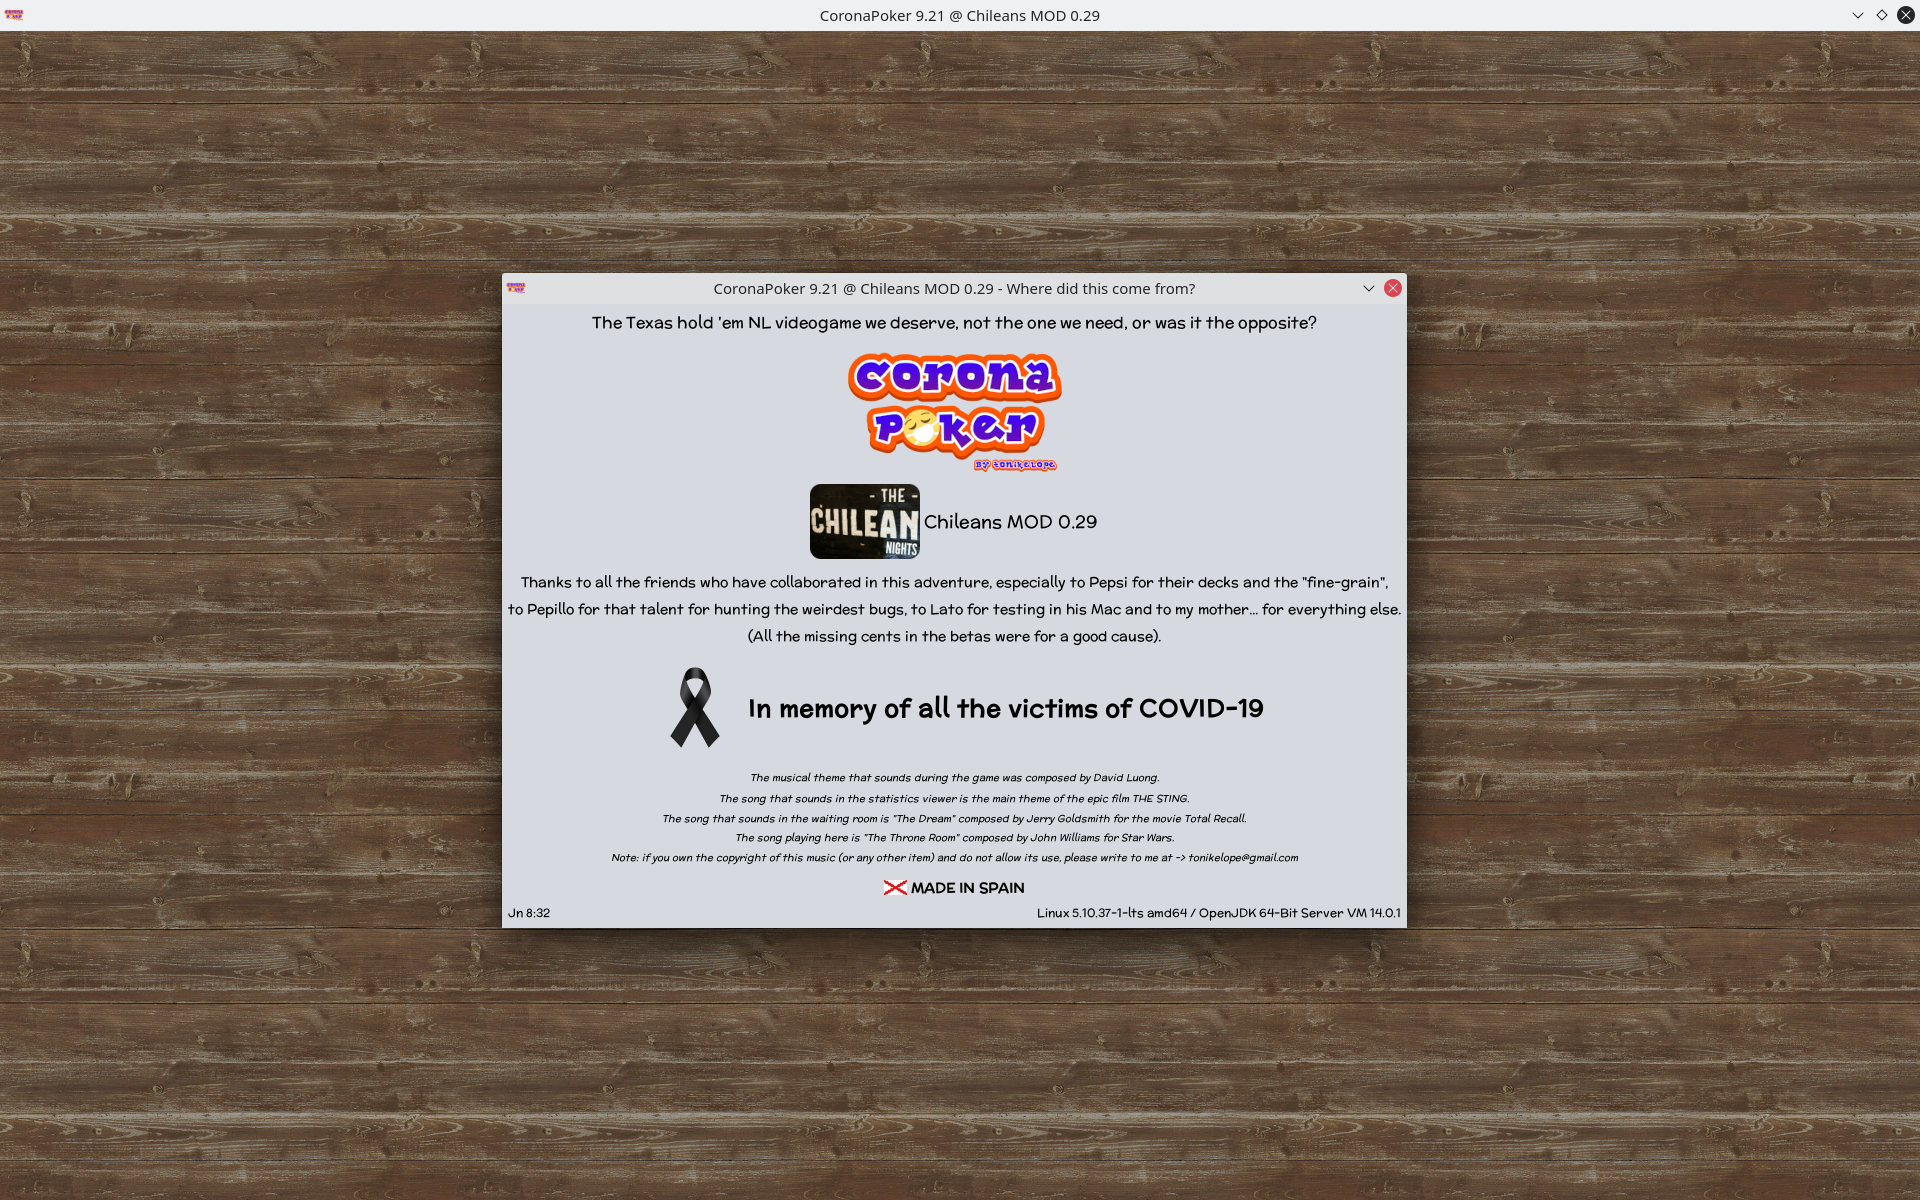 CoronaPoker 9.21 @ Chileans MOD 0.29
CoronaPoker 9.21 @ Chileans MOD 0.29 - Where did this come from?
The Texas hold 'em NL videogame we deserve, not the one we need, or was it the opposite?
corona
poker
BY tonikelope
- THE -
CHILEAN
NIGHTS
Chileans MOD 0.29
Thanks to all the friends who have collaborated in this adventure, especially to Pepsi for their decks and the "fine-grain",
to Pepillo for that talent for hunting the weirdest bugs, to Lato for testing in his Mac and to my mother... for everything else.
(All the missing cents in the betas were for a good cause).
In memory of all the victims of COVID-19
The musical theme that sounds during the game was composed by David Luong.
The song that sounds in the statistics viewer is the main theme of the epic film THE STING.
The song that sounds in the waiting room is "The Dream" composed by Jerry Goldsmith for the movie Total Recall.
The song playing here is "The Throne Room" composed by John Williams for Star Wars.
Note: if you own the copyright of this music (or any other item) and do not allow its use, please write to me at -> tonikelope@gmail.com
MADE IN SPAIN
Jn 8:32
Linux 5.10.37-1-lts amd64 / OpenJDK 64-Bit Server VM 14.0.1